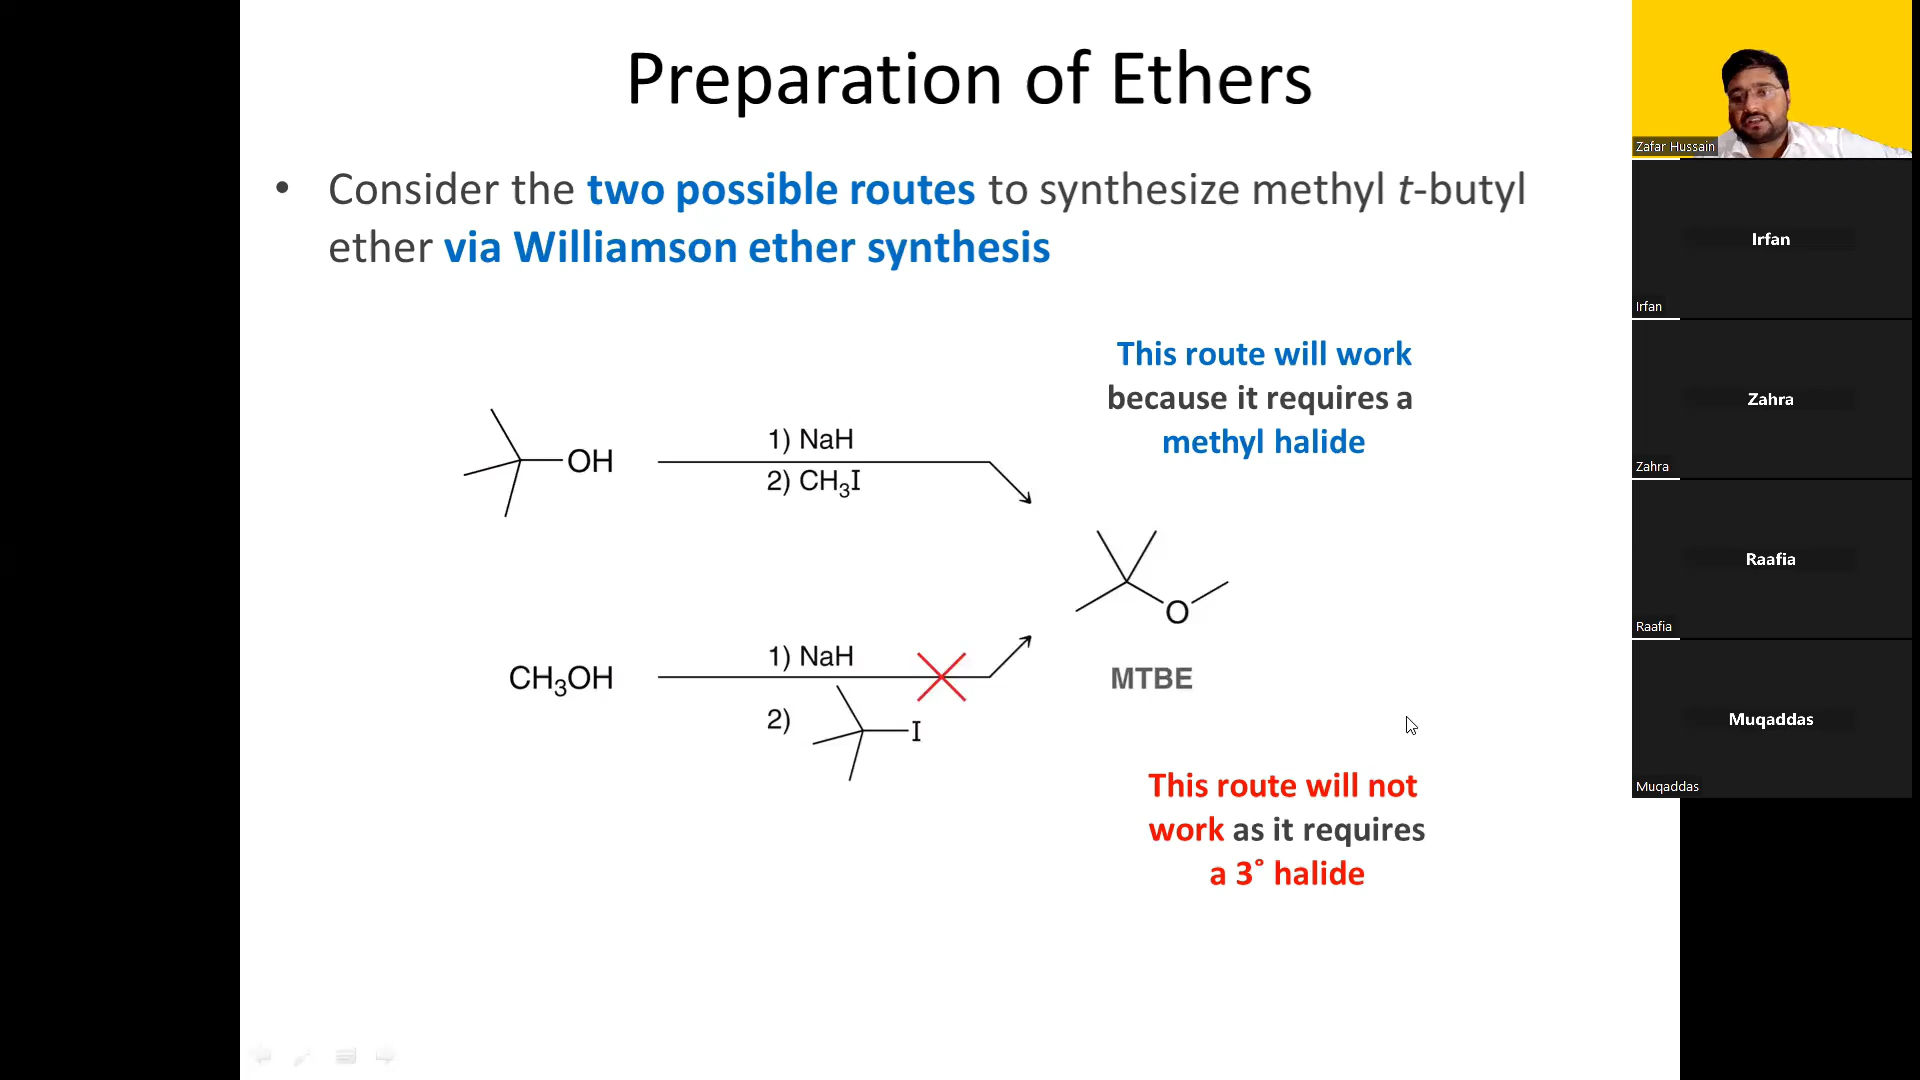 Preparation of Ethers
• Consider the two possible routes to synthesize methyl t-butyl
ether via Williamson ether synthesis
This route will work
because it requires a
methyl halide
OH
1) NaH
2) CH₃I
O
MTBE
CH₃OH
1) NaH
2)
I
This route will not
work as it requires
a 3˚ halide
Zafar Hussain
Irfan
Irfan
Zahra
Zahra
Raafia
Raafia
Muqaddas
Muqaddas